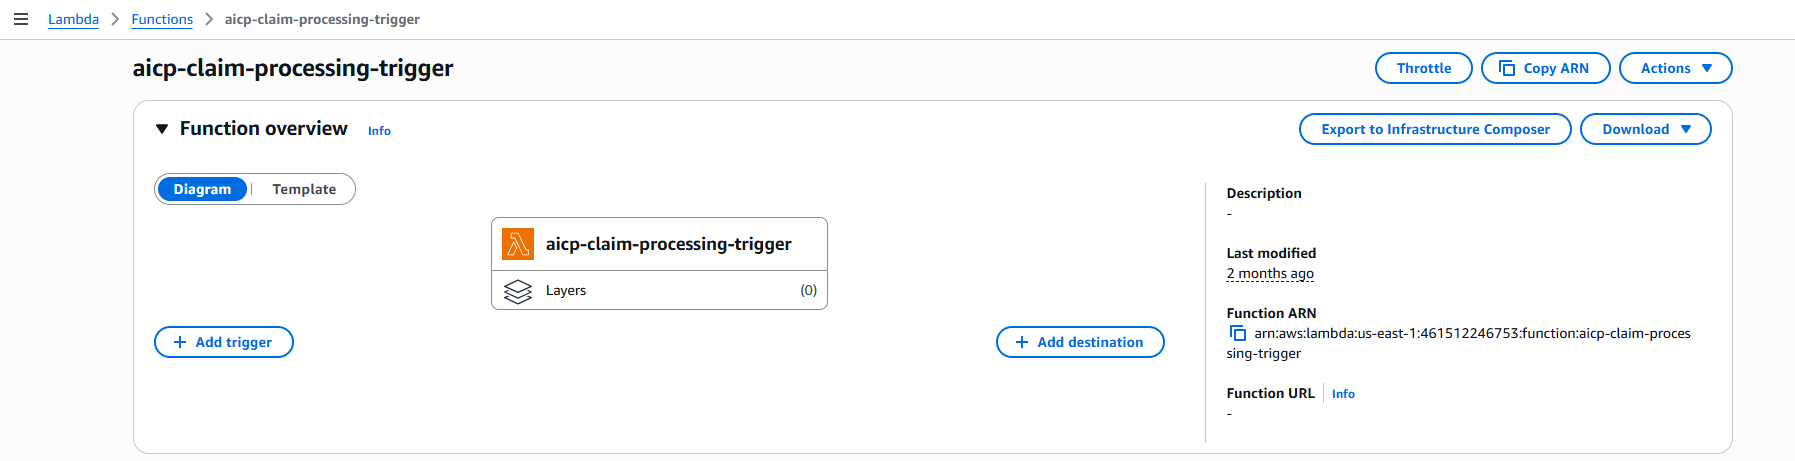 Lambda > Functions > aicp-claim-processing-trigger
aicp-claim-processing-trigger
Throttle
Copy ARN
Actions
Function overview
Info
Export to Infrastructure Composer
Download
Diagram
Template
aicp-claim-processing-trigger
Layers
(0)
+ Add trigger
+ Add destination
Description
-
Last modified
2 months ago
Function ARN
arn:aws:lambda:us-east-1:461512246753:function:aicp-claim-proces
sing-trigger
Function URL
Info
-